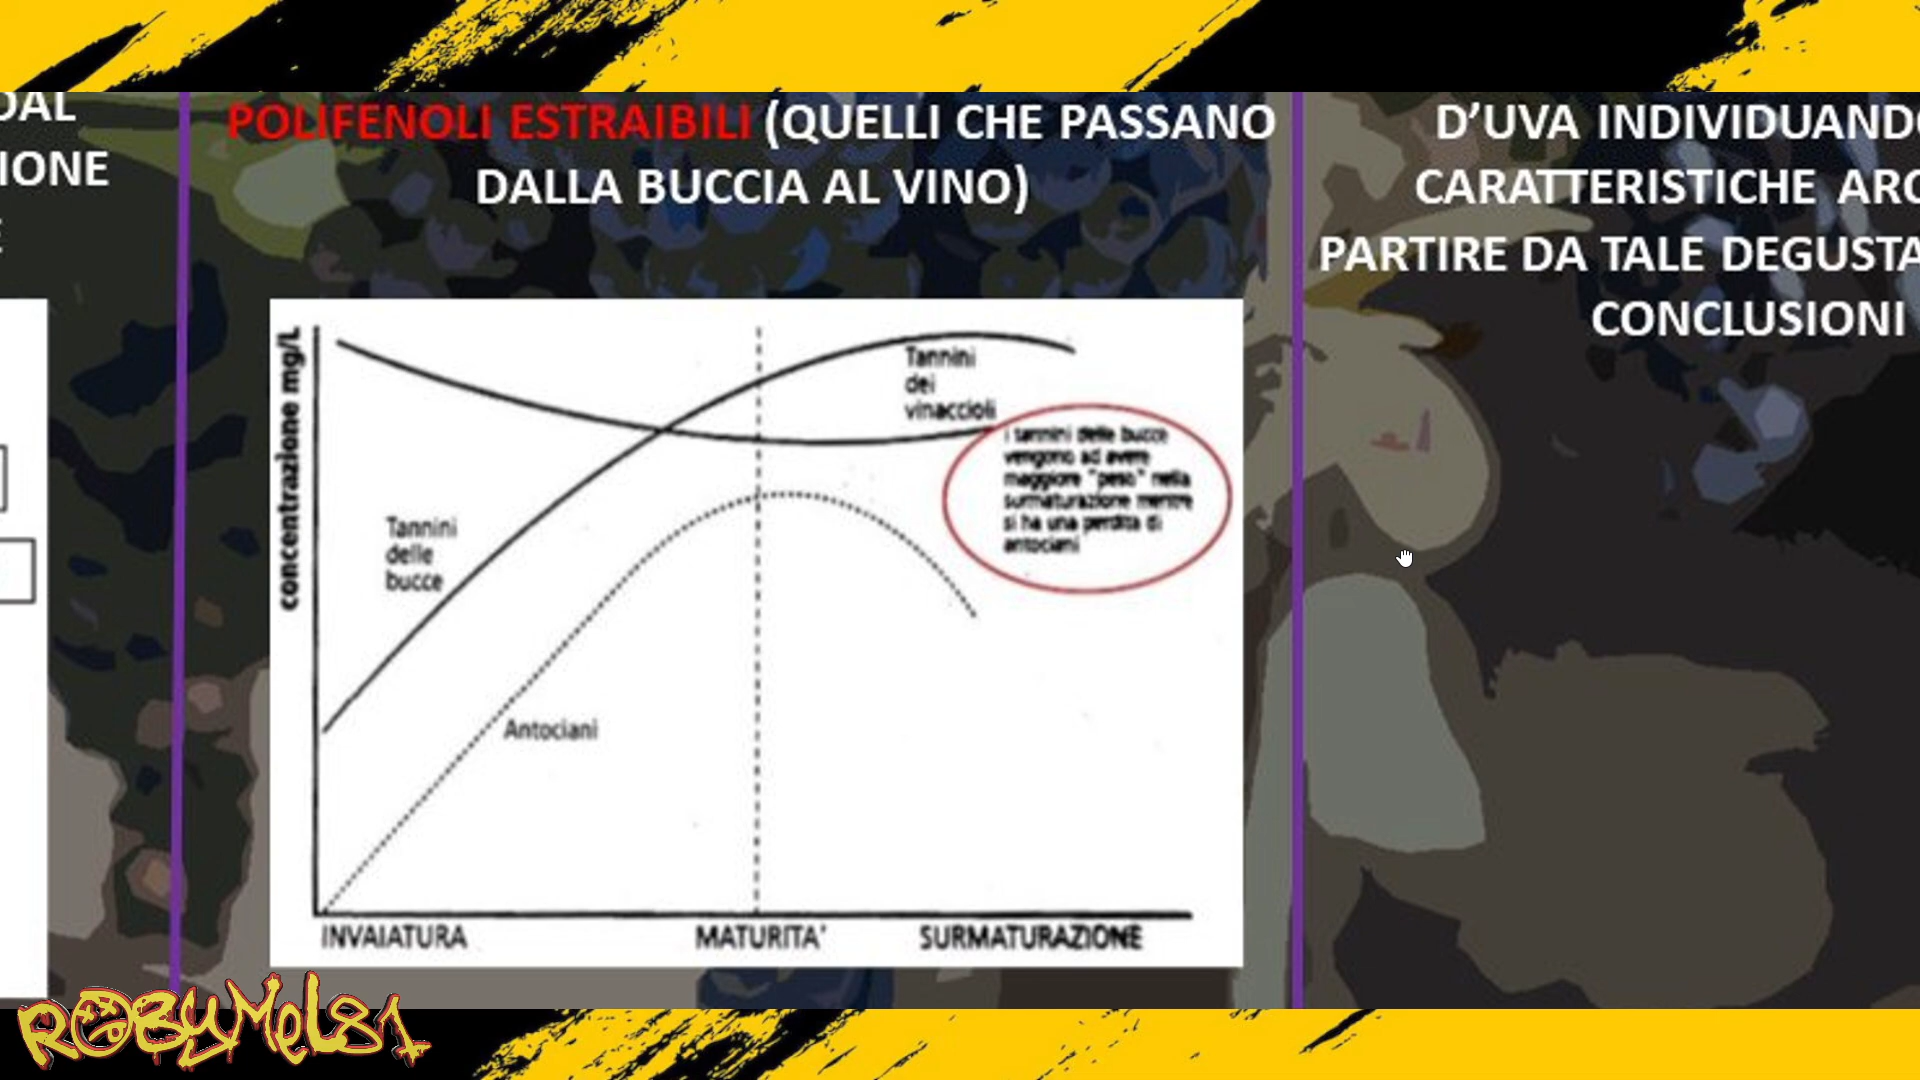 DAL
IONE
E
POLIFENOLI ESTRAIBILI (QUELLI CHE PASSANO
DALLA BUCCIA AL VINO)
D'UVA INDIVIDUANDO
CARATTERISTICHE ARO
PARTIRE DA TALE DEGUSTA
CONCLUSIONI
concentrazione mg/L
Tannini
dei
vinaccioli
i tannini delle bucce
vengono ad avere
maggiore "peso" nella
surmaturazione mentre
si ha una perdita di
antociani
Tannini
delle
bucce
Antociani
INVAIATURA
MATURITA'
SURMATURAZIONE
ROBYMEL81